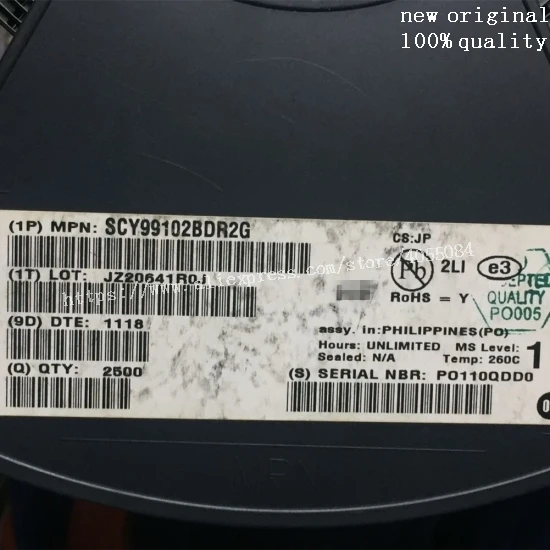 new original
100% quality
(1P) MPN: SCY99102BDR2G
CS:JP
(1T) LOT: JZ20641R0J
Pb 2LI e3
RoHS = Y
QUALITY
PO005
(9D) DTE: 1118
assy. in:PHILIPPINES(PO)
Hours: UNLIMITED MS Level: 1
Sealed: N/A Temp: 260C
(Q) QTY: 2500
(S) SERIAL NBR: PO110QDD0